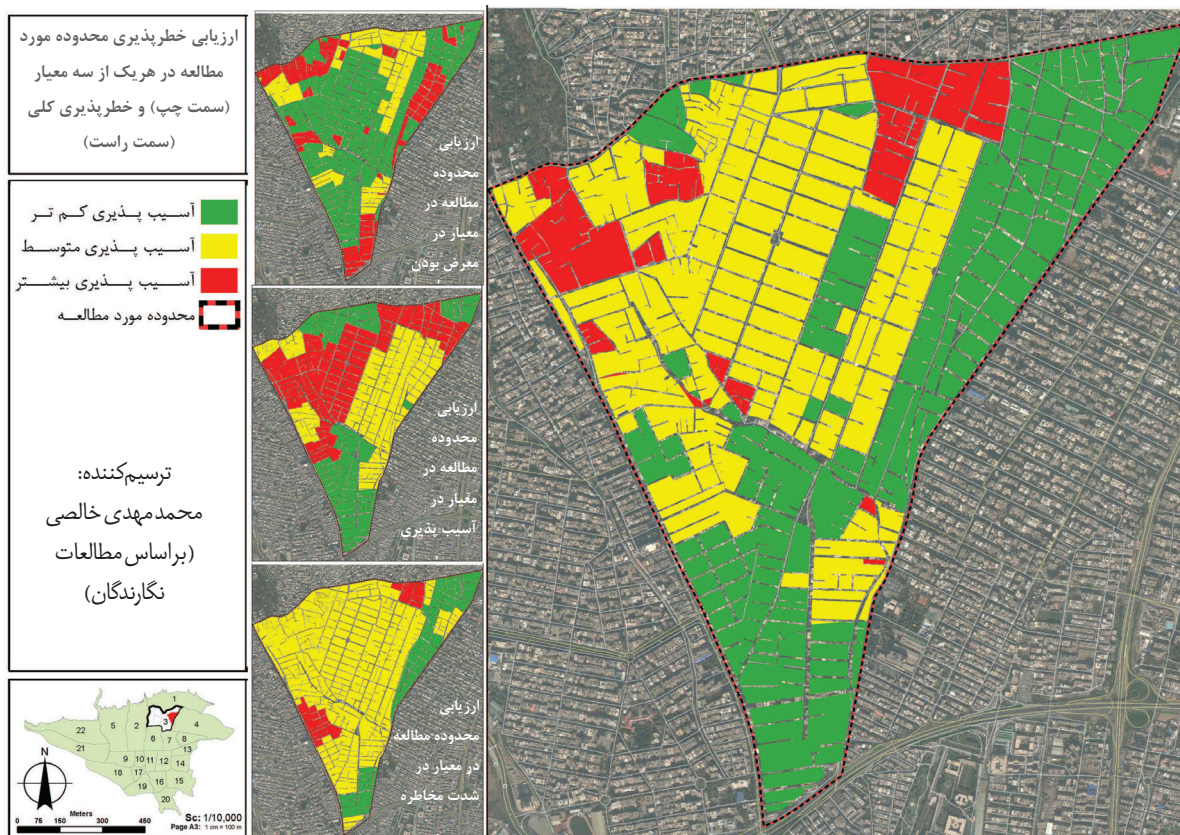 ارزیابی خطرپذیری محدوده مورد
مطالعه در هریک از سه معیار
(سمت چپ) و خطرپذیری کلی
(سمت راست)
آسیب پذیری کم تر
آسیب پذیری متوسط
آسیب پذیری بیشتر
محدوده مورد مطالعه
ترسیم‌کننده:
محمدمهدی خالصی
(براساس مطالعات
نگارندگان)
ارزیابی
محدوده
مطالعه در
معیار در
معرض بودن
ارزیابی
محدوده
مطالعه در
معیار در
آسیب پذیری
ارزیابی
محدوده مطالعه
در معیار در
شدت مخاطره
1
2
3
4
5
6
7
8
9
10
11
12
13
14
15
16
17
18
19
20
21
22
N
Meters
0 75 150 300 450
Sc: 1/10,000
Page A3: 1 cm = 100 m